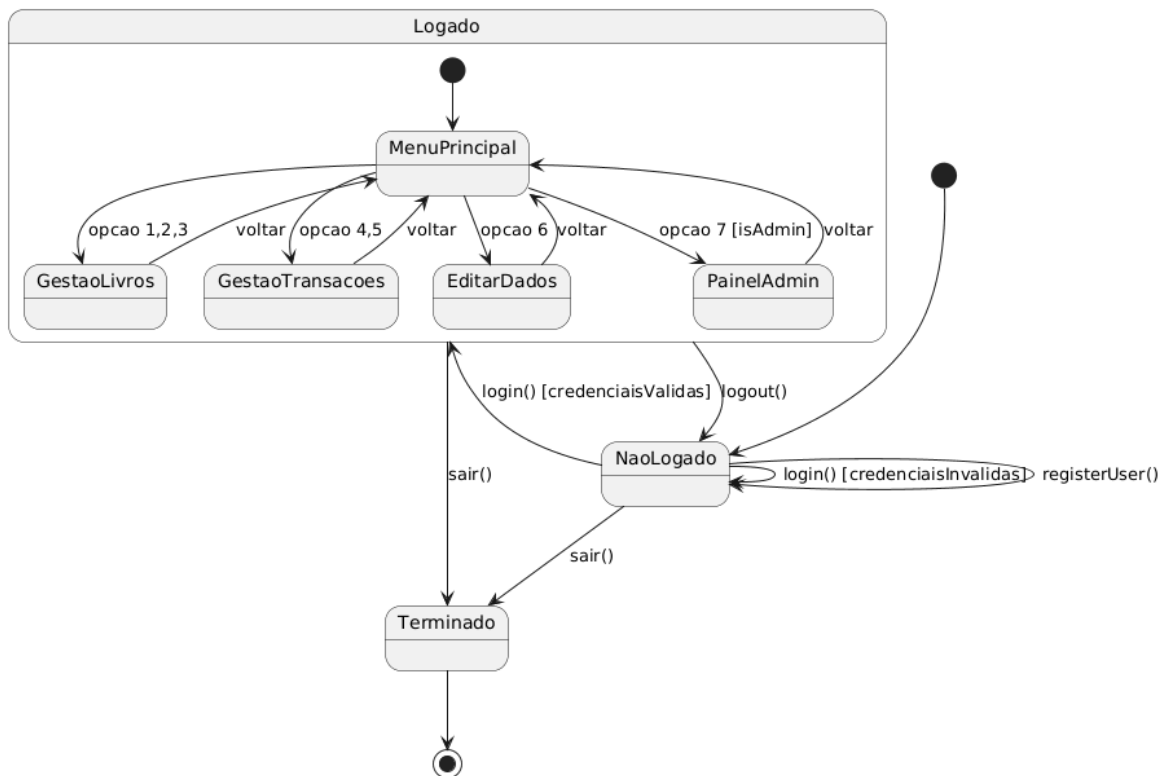 Logado
MenuPrincipal
opcao 1,2,3
voltar
opcao 4,5
voltar
opcao 6
voltar
opcao 7 [isAdmin]
voltar
GestaoLivros
GestaoTransacoes
EditarDados
PainelAdmin
login() [credenciaisValidas]
logout()
NaoLogado
sair()
login() [credenciaisInvalidas]
registerUser()
sair()
Terminado